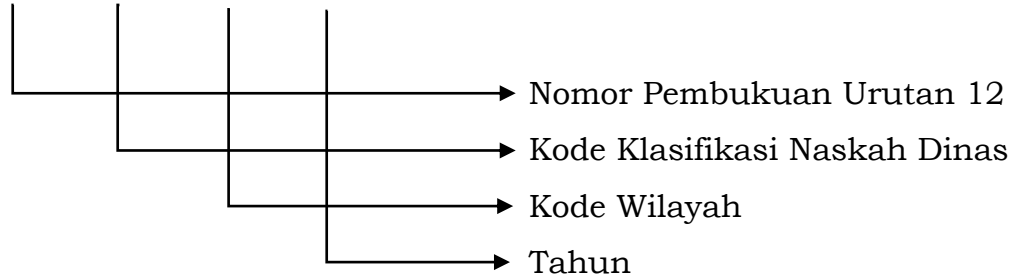 Nomor Pembukuan Urutan 12
Kode Klasifikasi Naskah Dinas
Kode Wilayah
Tahun